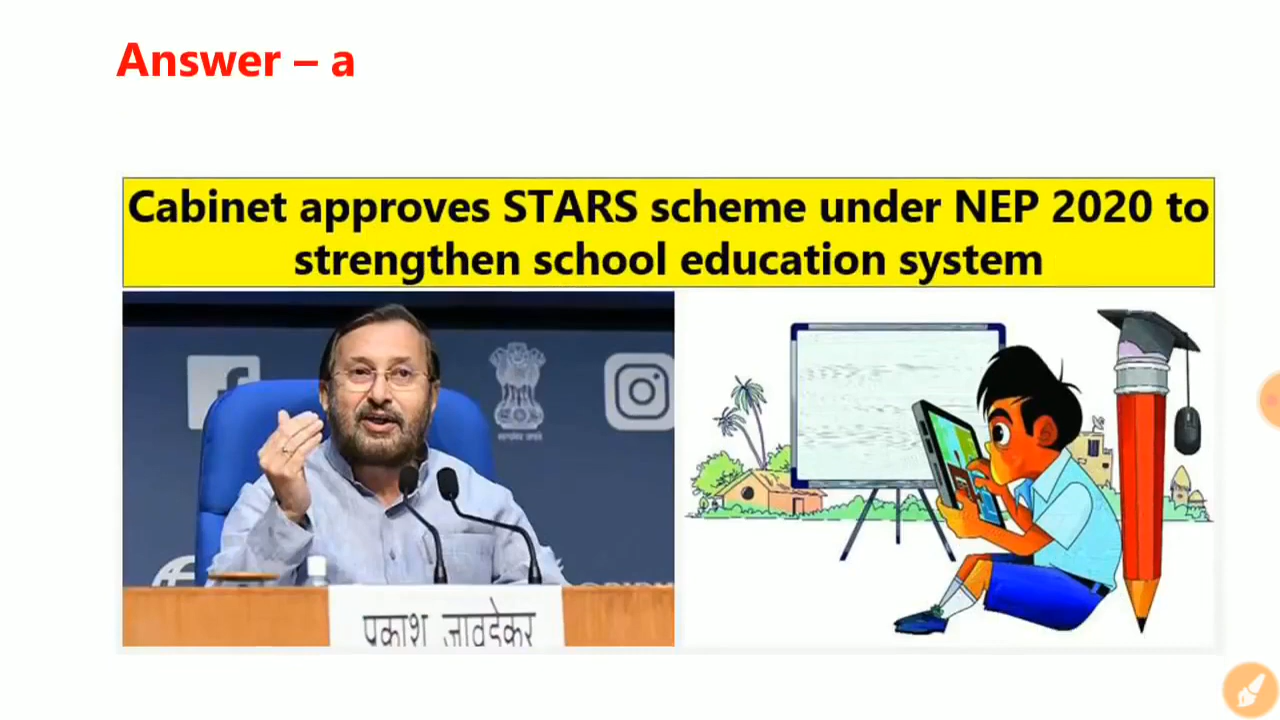 Answer – a
Cabinet approves STARS scheme under NEP 2020 to
strengthen school education system
प्रकाश जावडेकर